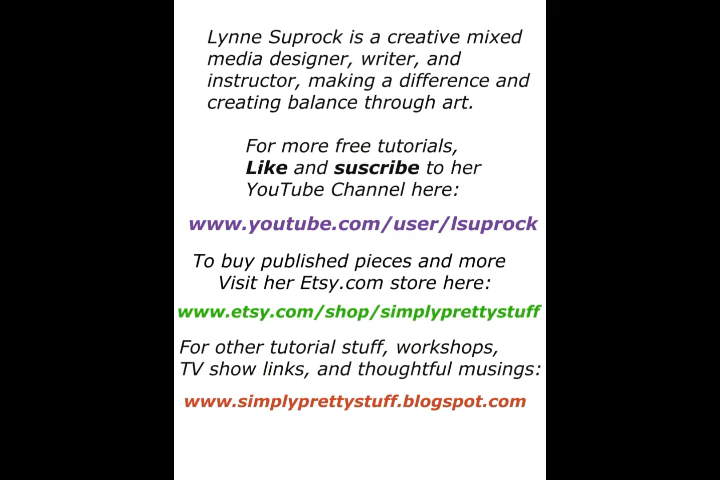 Lynne Suprock is a creative mixed
media designer, writer, and
instructor, making a difference and
creating balance through art.
For more free tutorials,
Like and suscribe to her
YouTube Channel here:
www.youtube.com/user/lsuprock
To buy published pieces and more
Visit her Etsy.com store here:
www.etsy.com/shop/simplyprettystuff
For other tutorial stuff, workshops,
TV show links, and thoughtful musings:
www.simplyprettystuff.blogspot.com